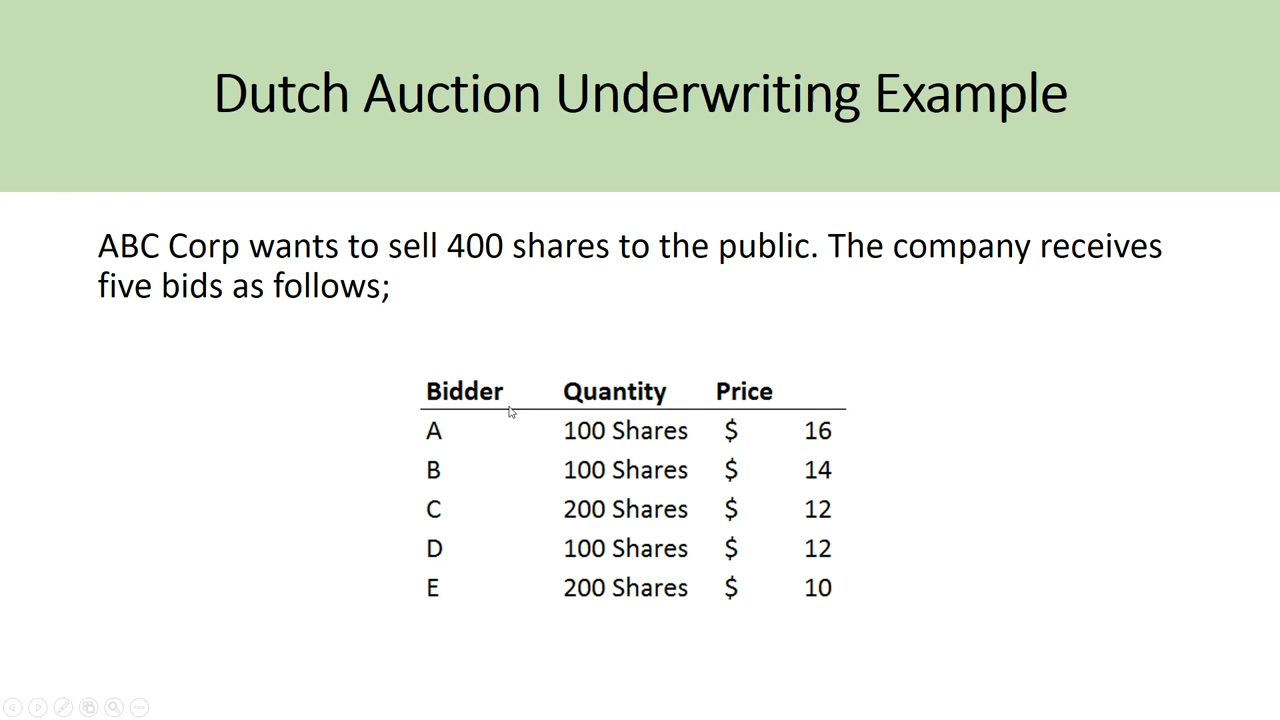 Dutch Auction Underwriting Example
ABC Corp wants to sell 400 shares to the public. The company receives
five bids as follows;
Bidder Quantity Price
A 100 Shares $ 16
B 100 Shares $ 14
C 200 Shares $ 12
D 100 Shares $ 12
E 200 Shares $ 10